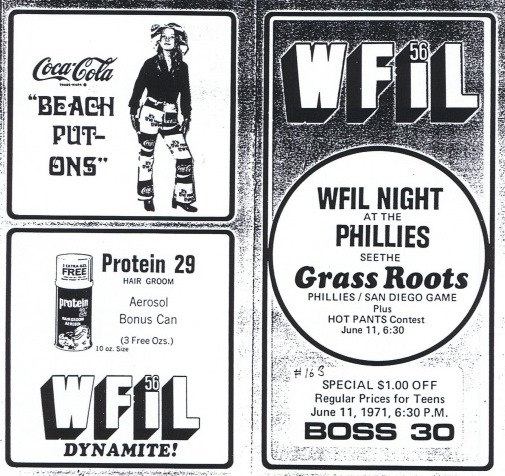 Coca-Cola
TRADE-MARK ®
"BEACH
PUT-
ONS"
Protein 29
HAIR GROOM
Aerosol
Bonus Can
(3 Free Ozs.)
10 oz. Size
FREE
protein
WFiL
56
DYNAMITE!
WFiL
56
WFIL NIGHT
AT THE
PHILLIES
SEE THE
Grass Roots
PHILLIES / SAN DIEGO GAME
Plus
HOT PANTS Contest
June 11, 6:30
#163
SPECIAL $1.00 OFF
Regular Prices for Teens
June 11, 1971, 6:30 P.M.
BOSS 30